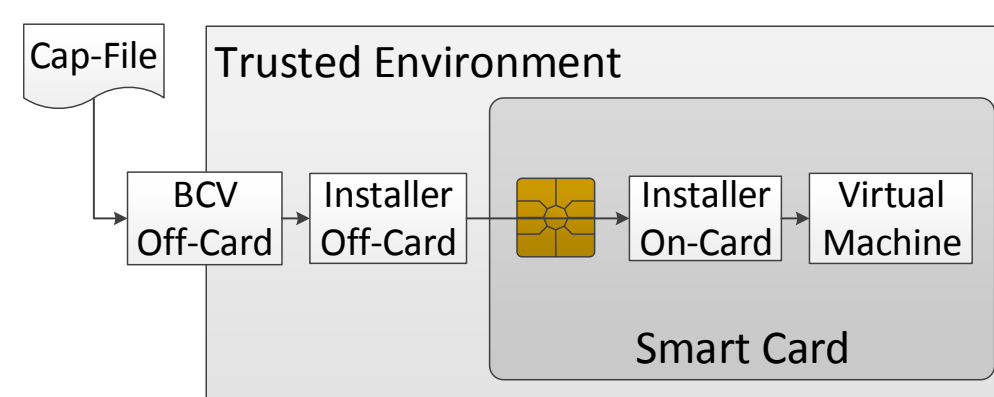 Cap-File
Trusted Environment
BCV
Off-Card
Installer
Off-Card
Installer
On-Card
Virtual
Machine
Smart Card